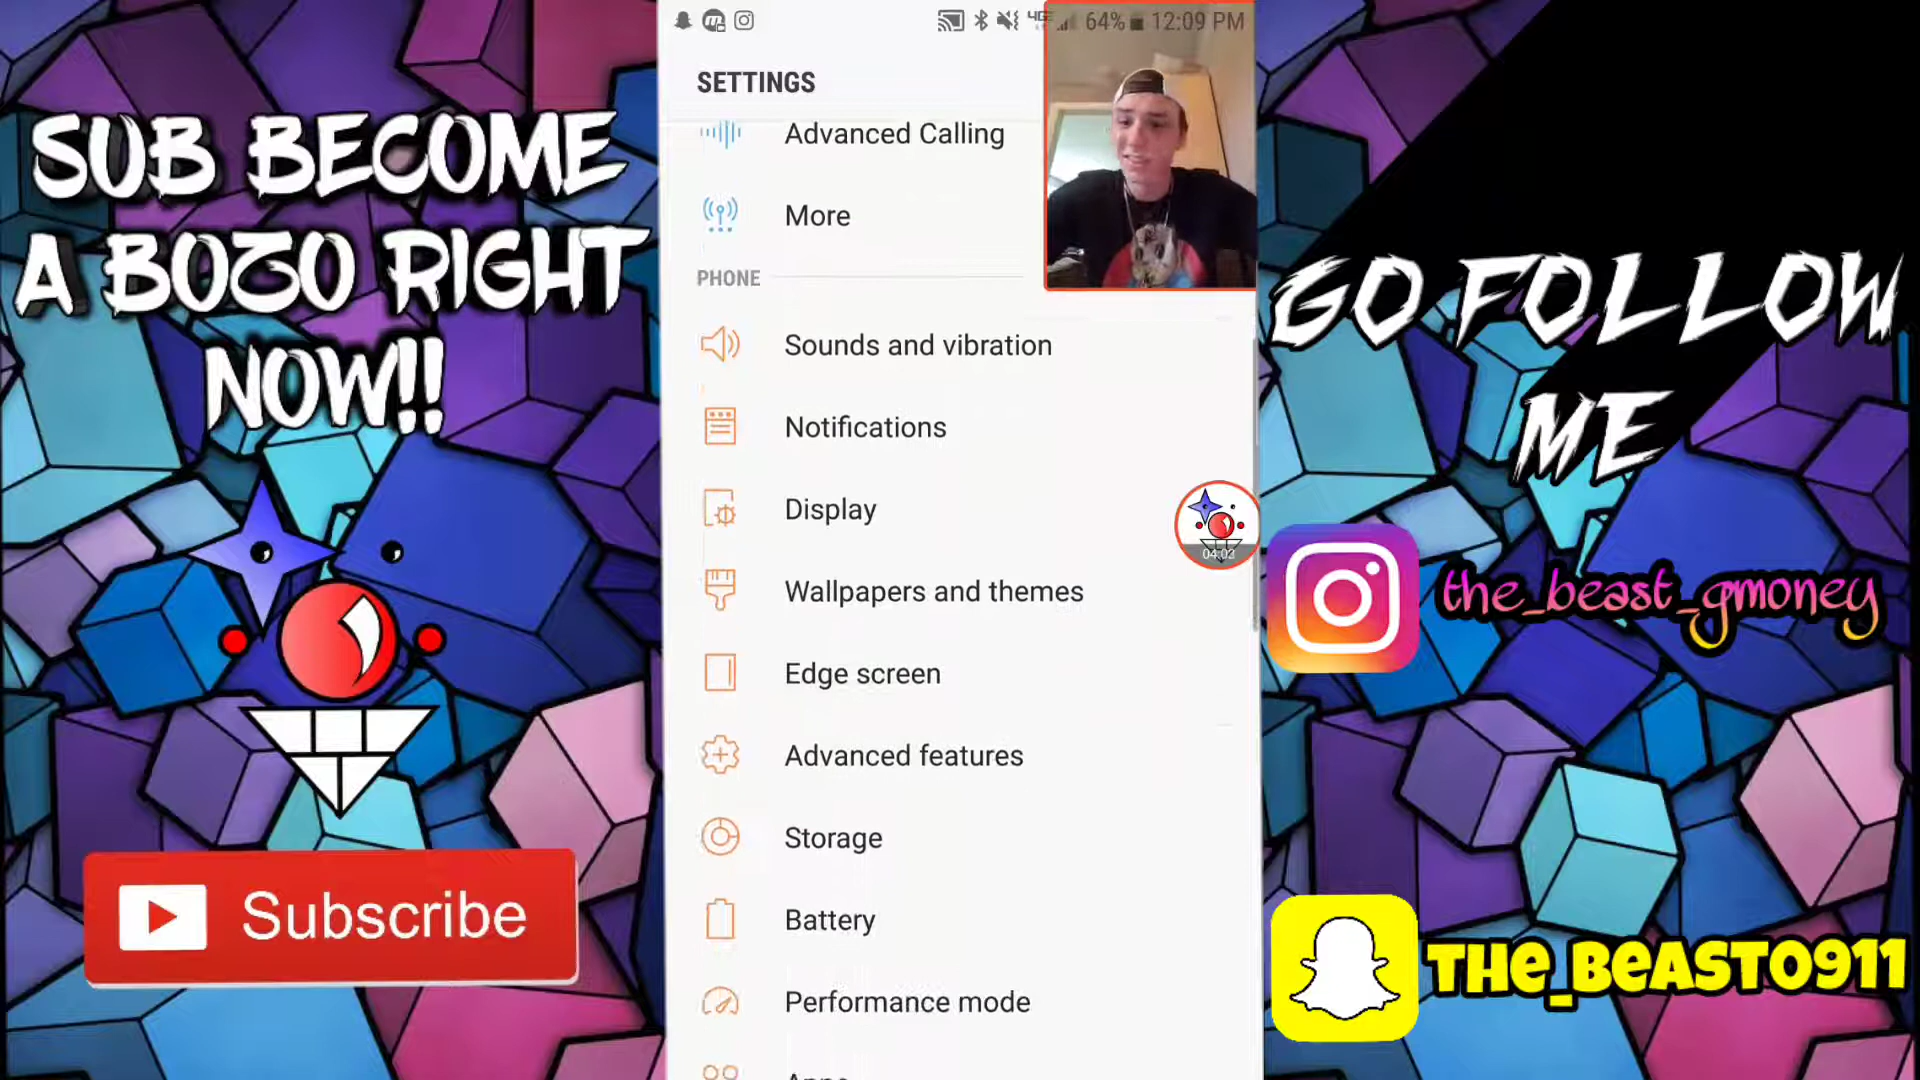 SUB BECOME
A BOZO RIGHT
NOW!!
Subscribe
64% 12:09 PM
SETTINGS
Advanced Calling
More
PHONE
Sounds and vibration
Notifications
Display
Wallpapers and themes
Edge screen
Advanced features
Storage
Battery
Performance mode
04:02
GO FOLLOW
ME
the_beast_gmoney
THE_BEAST0911